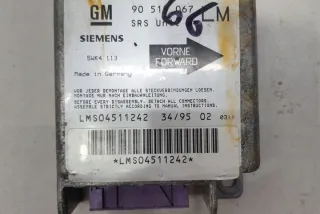 GM 90 51 067 LM
66
SRS
SIEMENS
5WK4 113
VORNE
FORWARD
Made in Germany
VOR JEDER DEMONTAGE ALLE STECKVERBINDUNGEN LOESEN.
MONTAGE NUR NACH EINBAUANLEITUNG.
BEFORE EACH DISASSEMBLY, DETACH ALL CONNECTORS.
ASSEMBLE STRICTLY ACCORDING TO MANUAL INSTRUCTIONS.
LMS04511242 34/95 02
*LMS04511242*